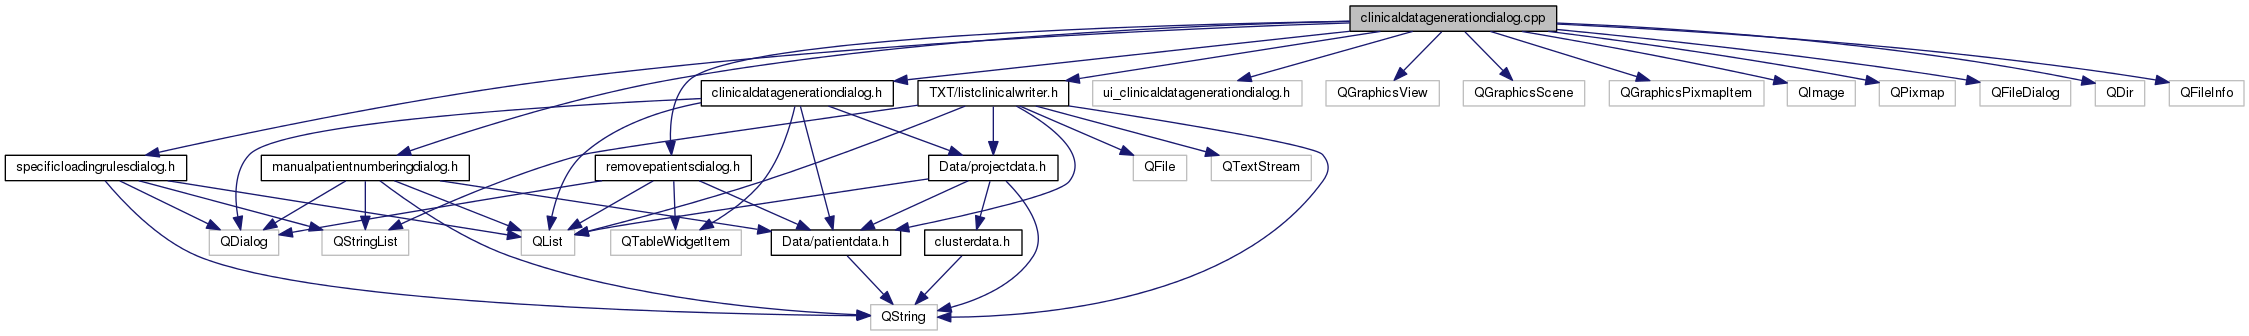 clinicaldatagenerationdialog.cpp
clinicaldatagenerationdialog.h
TXT/listclinicalwriter.h
ui_clinicaldatagenerationdialog.h
QGraphicsView
QGraphicsScene
QGraphicsPixmapItem
QImage
QPixmap
QFileDialog
QDir
QFileInfo
specificloadingrulesdialog.h
manualpatientnumberingdialog.h
removepatientsdialog.h
Data/projectdata.h
QFile
QTextStream
QDialog
QStringList
QList
QTableWidgetItem
Data/patientdata.h
clusterdata.h
QString